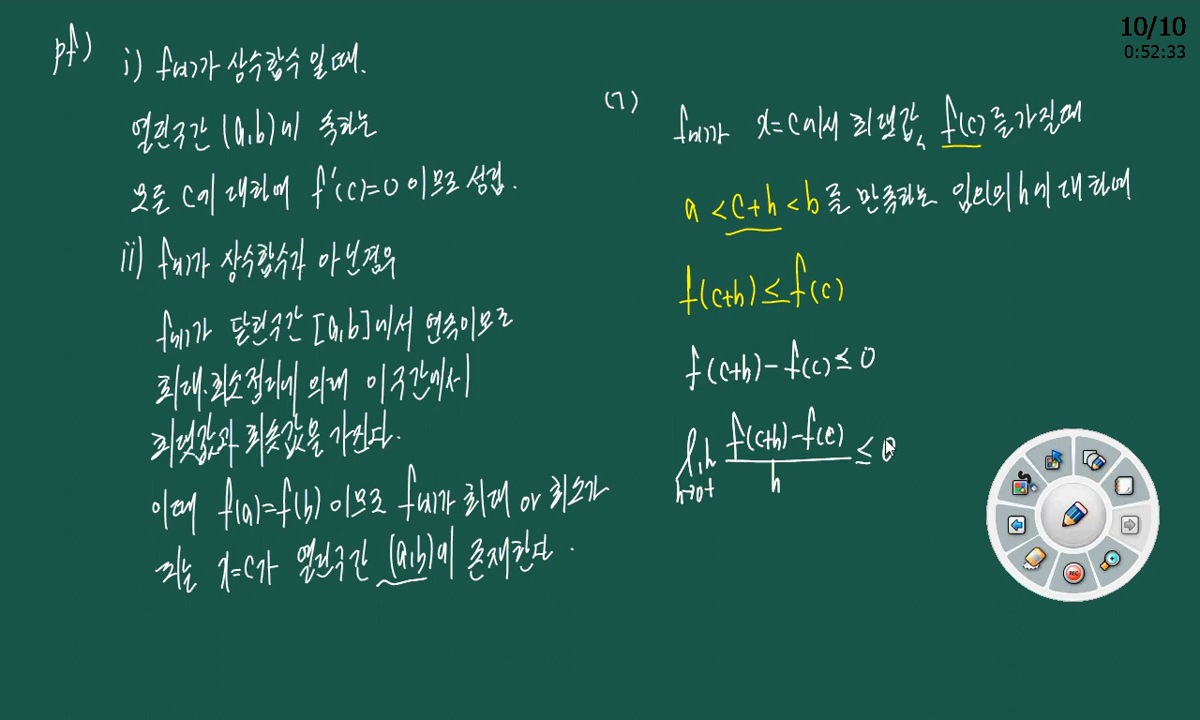 10/10
0:52:33
pf)
i) f(x)가 상수함수 일때.
열린구간 (a,b)에 속하는
모든 c에 대하여 f'(c)=0 이므로 성립.
ii) f(x)가 상수함수가 아닌경우
f(x)가 닫힌구간 [a,b]에서 연속이므로
최대·최소정리에 의해 이 구간에서
최댓값과 최솟값을 가진다.
이때 f(a)=f(b) 이므로 f(x)가 최대 or 최소가
되는 x=c가 열린구간 (a,b)에 존재한다.
(ㄱ)
f(x)가 x=c에서 최댓값 f(c)를가질때
a < c+h < b를 만족하는 임의의 h에 대하여
f(c+h) ≤ f(c)
f(c+h) - f(c) ≤ 0
lim h→0+ f(c+h)-f(c) / h ≤ 0
REC